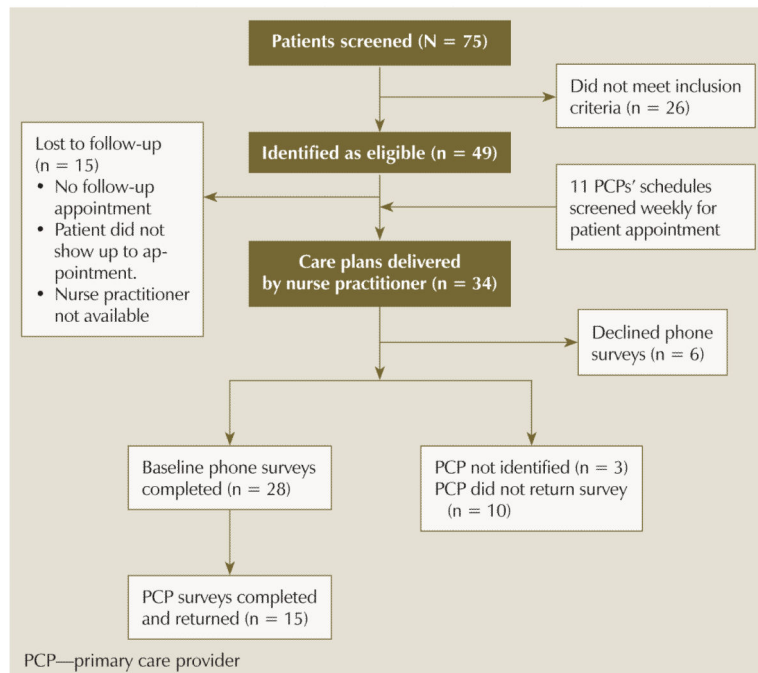 Patients screened (N = 75)
Did not meet inclusion
criteria (n = 26)
Lost to follow-up
(n = 15)
• No follow-up
appointment
• Patient did not
show up to ap-
pointment.
• Nurse practitioner
not available
Identified as eligible (n = 49)
11 PCPs’ schedules
screened weekly for
patient appointment
Care plans delivered
by nurse practitioner (n = 34)
Declined phone
surveys (n = 6)
Baseline phone surveys
completed (n = 28)
PCP not identified (n = 3)
PCP did not return survey
(n = 10)
PCP surveys completed
and returned (n = 15)
PCP—primary care provider